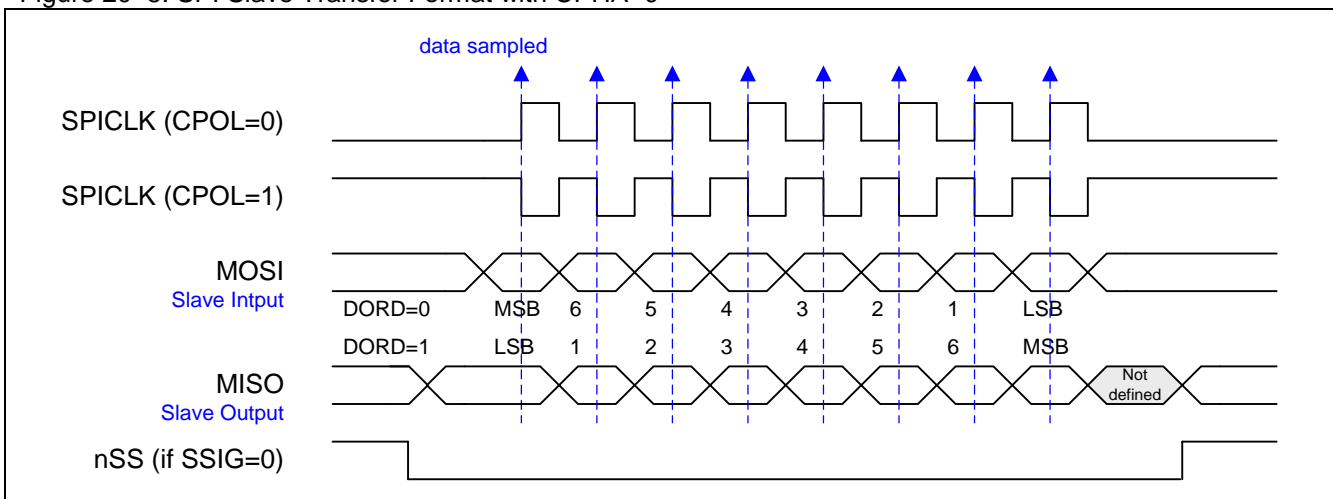 data sampled
SPICLK (CPOL=0)
SPICLK (CPOL=1)
MOSI
Slave Intput
DORD=0 MSB 6 5 4 3 2 1 LSB
DORD=1 LSB 1 2 3 4 5 6 MSB
MISO
Slave Output
Not
defined
nSS (if SSIG=0)